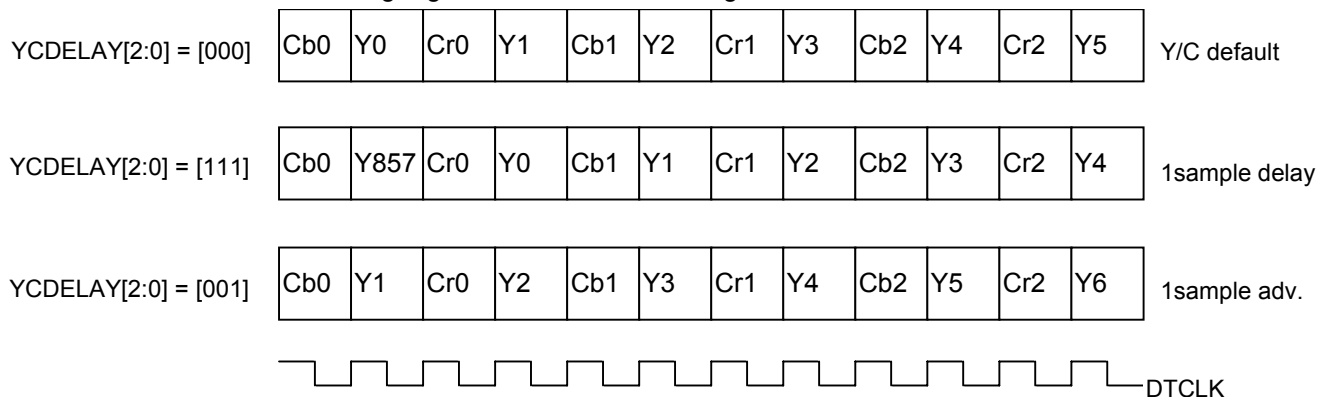 YCDELAY[2:0] = [000] Cb0 Y0 Cr0 Y1 Cb1 Y2 Cr1 Y3 Cb2 Y4 Cr2 Y5 Y/C default
YCDELAY[2:0] = [111] Cb0 Y857 Cr0 Y0 Cb1 Y1 Cr1 Y2 Cb2 Y3 Cr2 Y4 1sample delay
YCDELAY[2:0] = [001] Cb0 Y1 Cr0 Y2 Cb1 Y3 Cr1 Y4 Cb2 Y5 Cr2 Y6 1sample adv.
DTCLK